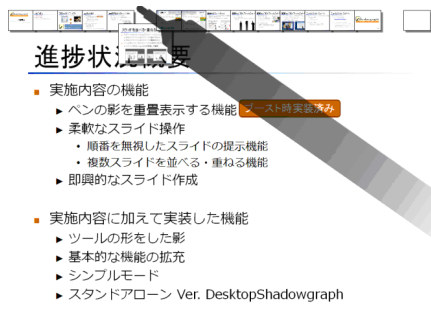 進捗状況概要
実施内容の機能
ペンの影を重畳表示する機能 ブースト時実装済み
柔軟なスライド操作
順番を無視したスライドの提示機能
複数スライドを並べる・重ねる機能
即興的なスライド作成
実施内容に加えて実装した機能
ツールの形をした影
基本的な機能の拡充
シンプルモード
スタンドアローン Ver. DesktopShadowgraph